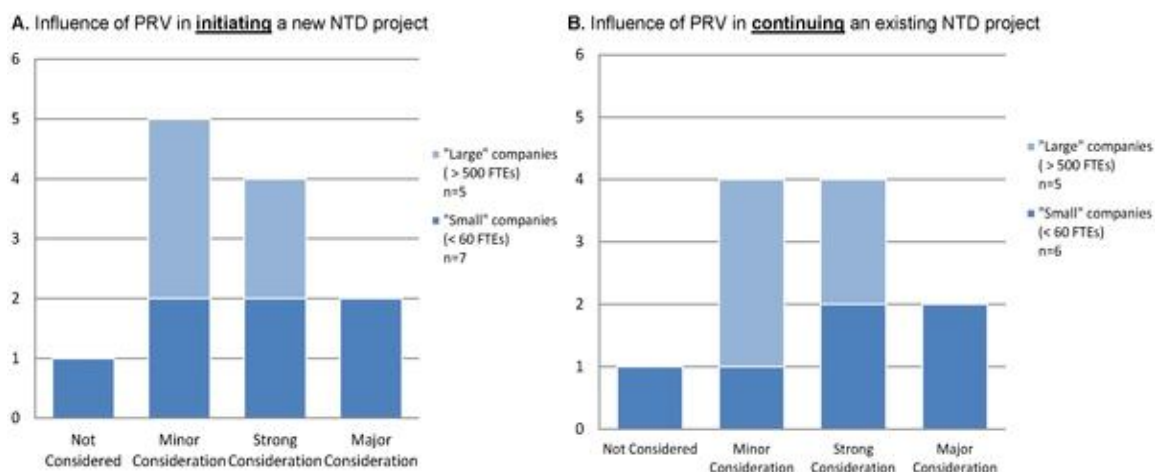 A. Influence of PRV in initiating a new NTD project
6
5
4
3
2
1
0
Not
Considered
Minor
Consideration
Strong
Consideration
Major
Consideration
"Large" companies
( > 500 FTEs)
n=5
"Small" companies
(< 60 FTEs)
n=7
B. Influence of PRV in continuing an existing NTD project
6
5
4
3
2
1
0
Not Considered
Minor
Consideration
Strong
Consideration
Major
Consideration
"Large" companies
( > 500 FTEs)
n=5
"Small" companies
(< 60 FTEs)
n=6